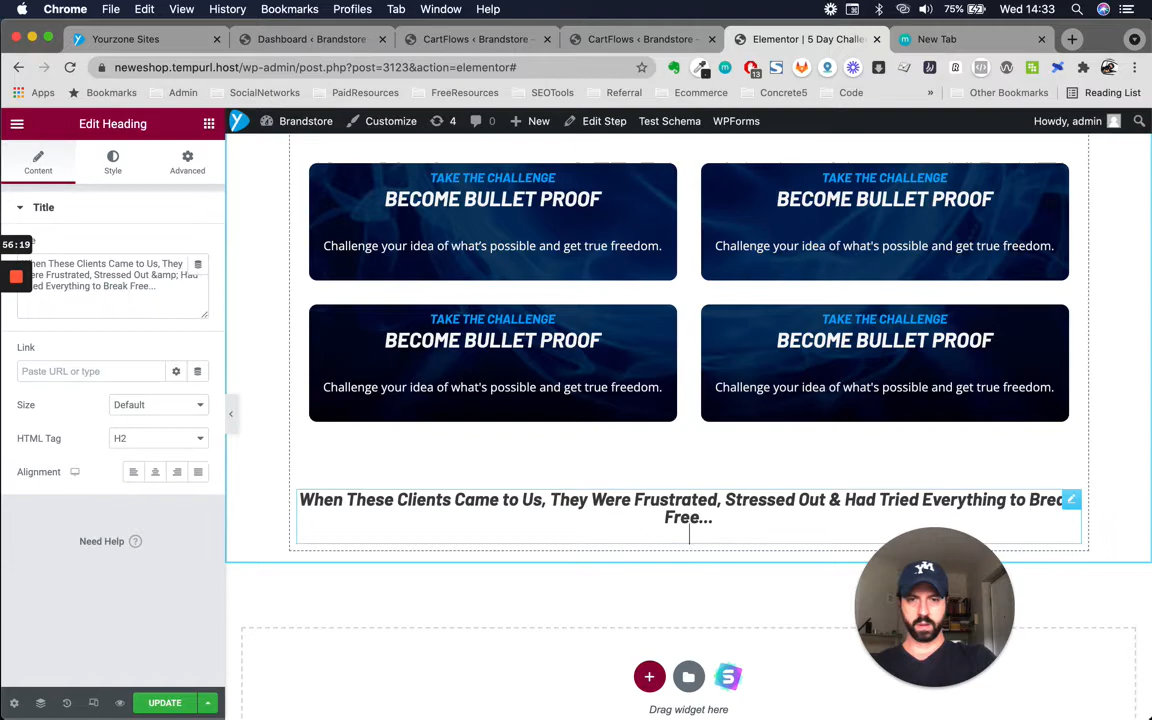 Chrome File Edit View History Bookmarks Profiles Tab Window Help 75% Wed 14:33
Yourzone Sites Dashboard ‹ Brandstore CartFlows ‹ Brandstore CartFlows ‹ Brandstore Elementor | 5 Day Challe New Tab
neweshop.tempurl.host/wp-admin/post.php?post=3123&action=elementor#
13
Apps Bookmarks Admin SocialNetworks PaidResources FreeResources SEOTools Referral Ecommerce Concrete5 Code » Other Bookmarks Reading List
Edit Heading
Brandstore Customize 4 0 New Edit Step Test Schema WPForms Howdy, admin
Content Style Advanced
Title
56:19
When These Clients Came to Us, They
Were Frustrated, Stressed Out &amp; Had
Tried Everything to Break Free...
Link
Paste URL or type
Size Default
HTML Tag H2
Alignment
Need Help ?
UPDATE
TAKE THE CHALLENGE
BECOME BULLET PROOF
Challenge your idea of what's possible and get true freedom.
TAKE THE CHALLENGE
BECOME BULLET PROOF
Challenge your idea of what's possible and get true freedom.
TAKE THE CHALLENGE
BECOME BULLET PROOF
Challenge your idea of what's possible and get true freedom.
TAKE THE CHALLENGE
BECOME BULLET PROOF
Challenge your idea of what's possible and get true freedom.
When These Clients Came to Us, They Were Frustrated, Stressed Out & Had Tried Everything to Break
Free...
Drag widget here